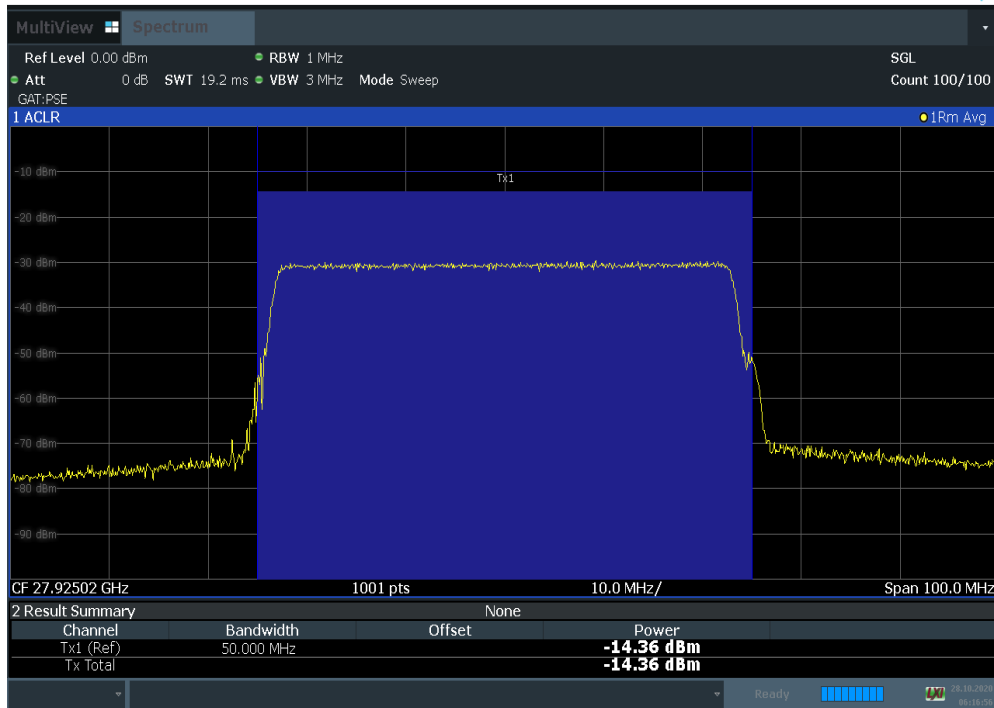 MultiView Spectrum
Ref Level 0.00 dBm RBW 1 MHz SGL
Att 0 dB SWT 19.2 ms VBW 3 MHz Mode Sweep Count 100/100
GAT:PSE
1 ACLR 1Rm Avg
-10 dBm
Tx1
-20 dBm
-30 dBm
-40 dBm
-50 dBm
-60 dBm
-70 dBm
-80 dBm
-90 dBm
CF 27.92502 GHz 1001 pts 10.0 MHz/ Span 100.0 MHz
2 Result Summary None
Channel Bandwidth Offset Power
Tx1 (Ref) 50.000 MHz -14.36 dBm
Tx Total -14.36 dBm
Ready LXI 28.10.2020
06:16:56